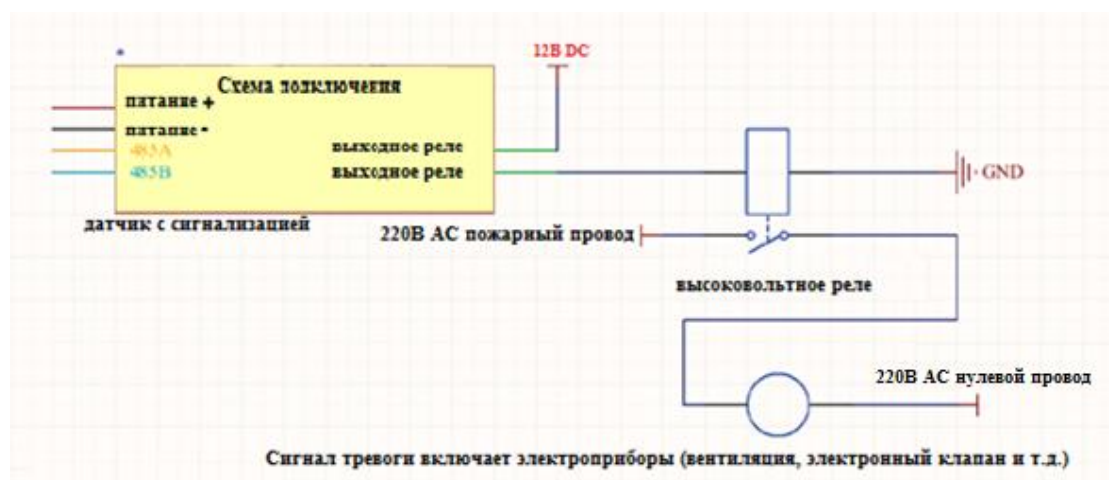 12В DC
Схема подключения
питание +
питание -
485A
485B
выходное реле
выходное реле
GND
датчик с сигнализацией
220В АС пожарный провод
высоковольтное реле
220В АС нулевой провод
Сигнал тревоги включает электроприборы (вентиляция, электронный клапан и т.д.)